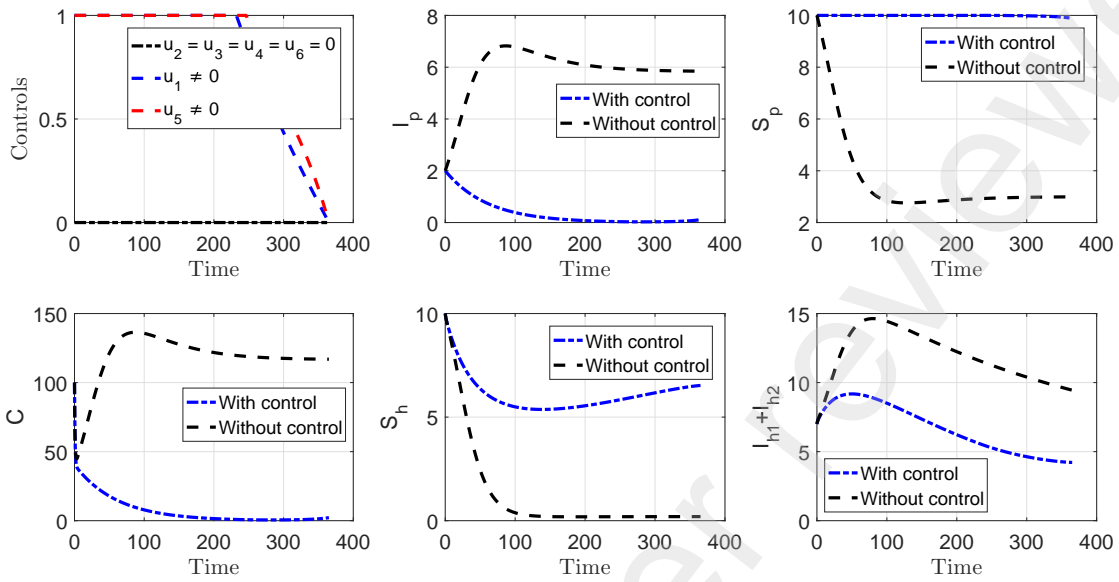 1
0.5
0
0
100
200
300
400
Controls
Time
u2 = u3 = u4 = u6 = 0
u1 ≠ 0
u5 ≠ 0
8
6
4
2
0
0
100
200
300
400
Ip
Time
With control
Without control
10
8
6
4
2
0
100
200
300
400
Sp
Time
With control
Without control
150
100
50
0
0
100
200
300
400
C
Time
With control
Without control
10
5
0
0
100
200
300
400
Sh
Time
With control
Without control
15
10
5
0
0
100
200
300
400
Ih1+Ih2
Time
With control
Without control